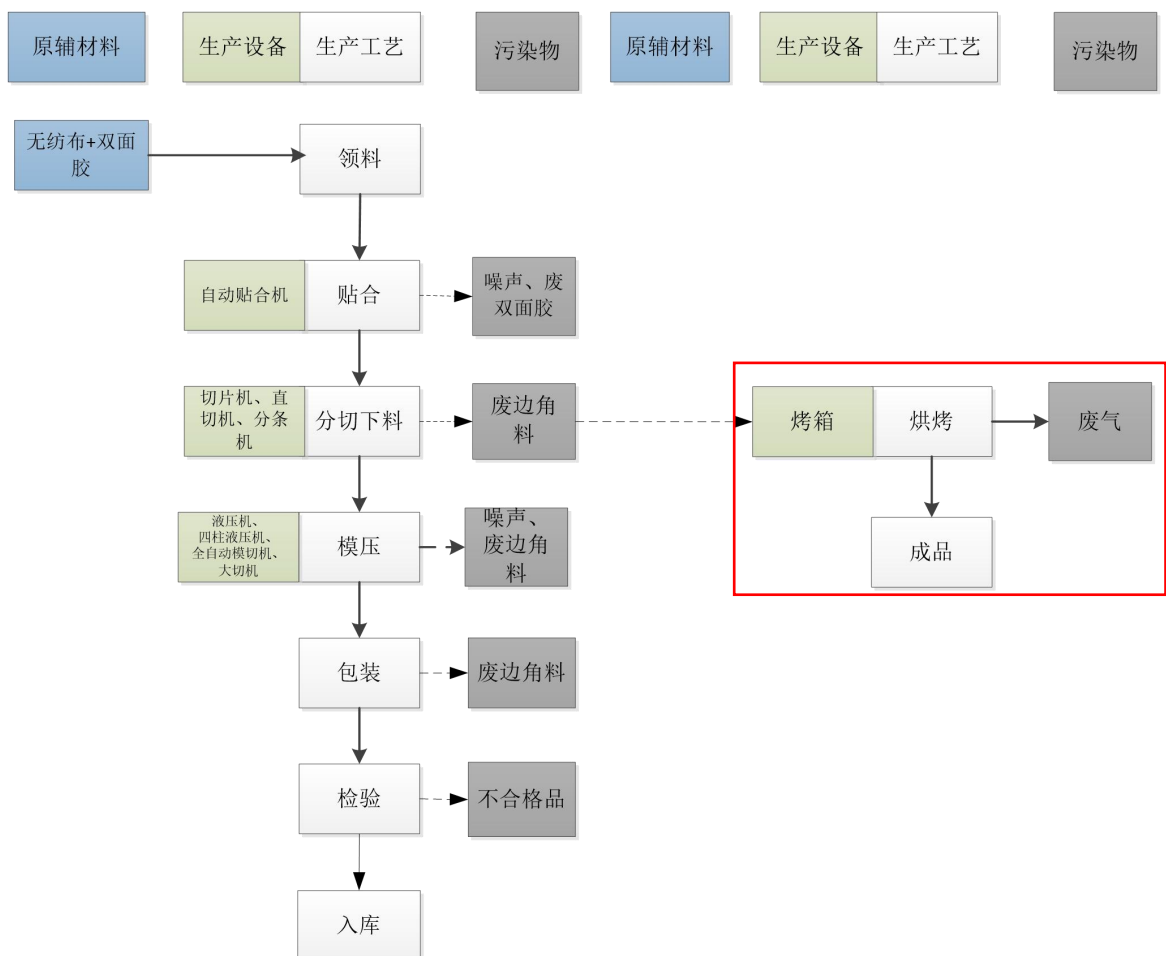 原辅材料
生产设备
生产工艺
污染物
原辅材料
生产设备
生产工艺
污染物
无纺布+双面
胶
领料
自动贴合机
贴合
噪声、废
双面胶
切片机、直
切机、分条
机
分切下料
废边角
料
烤箱
烘烤
废气
液压机、
四柱液压机、
全自动模切机、
大切机
模压
噪声、
废边角
料
成品
包装
废边角料
检验
不合格品
入库